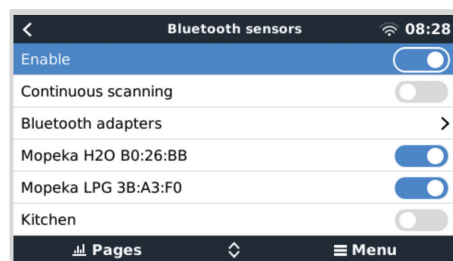 Bluetooth sensors 08:28
Enable
Continuous scanning
Bluetooth adapters
Mopeka H2O B0:26:BB
Mopeka LPG 3B:A3:F0
Kitchen
Pages Menu